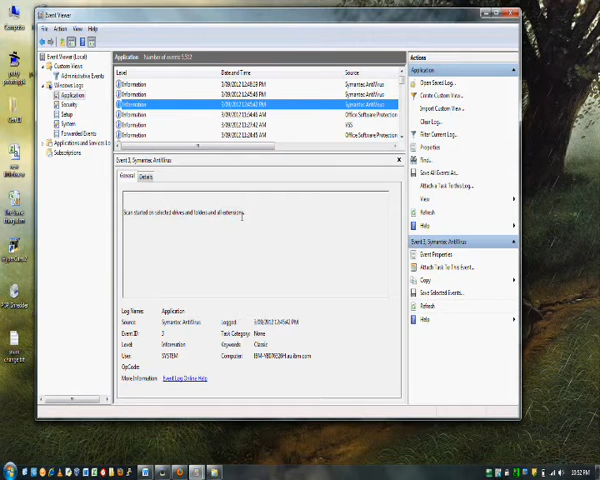 Event Viewer
File Action View Help
Event Viewer (Local)
Custom Views
Administrative Events
Windows Logs
Application
Security
Setup
System
Forwarded Events
Applications and Services Lo
Subscriptions
Application Number of events: 5,512
Level Date and Time Source
Information Symantec AntiVirus
Information Symantec AntiVirus
Information Symantec AntiVirus
Information Office Software Protection
Information VSS
Information Office Software Protection
Event 2, Symantec AntiVirus
General Details
Scan started on selected drives and folders and all extensions.
Log Name: Application
Source: Symantec AntiVirus Logged:
Event ID: 2 Task Category: None
Level: Information Keywords: Classic
User: SYSTEM Computer:
OpCode:
More Information: Event Log Online Help
Actions
Application
Open Saved Log...
Create Custom View...
Import Custom View...
Clear Log...
Filter Current Log...
Properties
Find...
Save All Events As...
Attach a Task To this Log...
View
Refresh
Help
Event 2, Symantec AntiVirus
Event Properties
Attach Task To This Event...
Copy
Save Selected Events...
Refresh
Help
10:52 PM